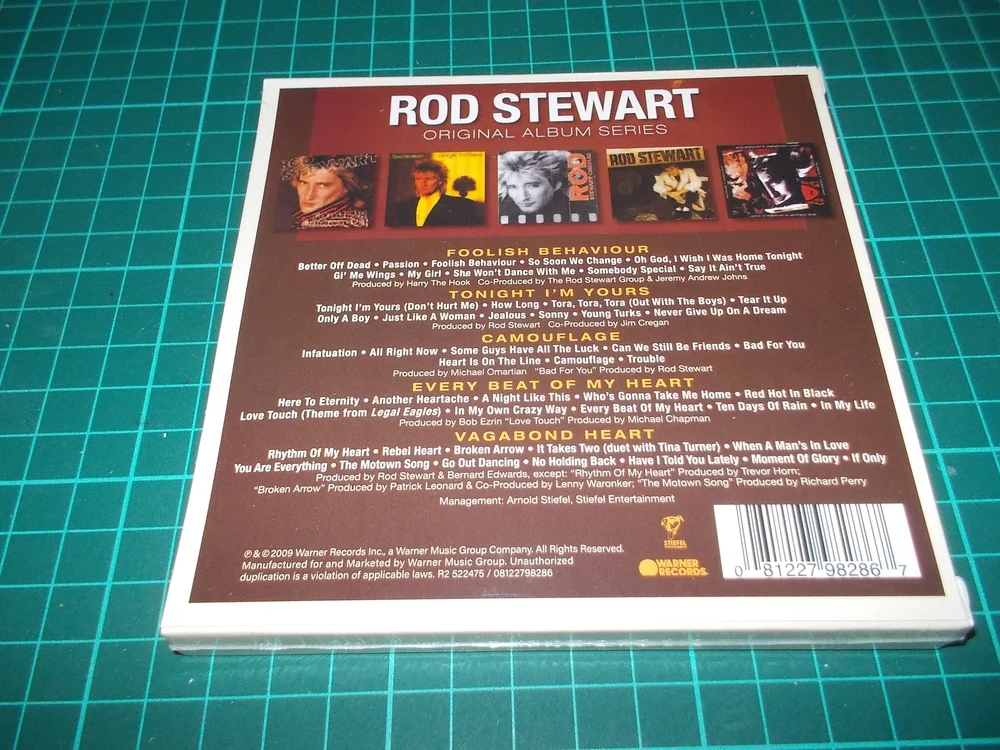 ROD STEWART
ORIGINAL ALBUM SERIES
ROD STEWART
ROD
ROD STEWART
FOOLISH BEHAVIOUR
Better Off Dead • Passion • Foolish Behaviour • So Soon We Change • Oh God, I Wish I Was Home Tonight
Gi' Me Wings • My Girl • She Won't Dance With Me • Somebody Special • Say It Ain't True
Produced by Harry The Hook Co-Produced by The Rod Stewart Group & Jeremy Andrew Johns
TONIGHT I'M YOURS
Tonight I'm Yours (Don't Hurt Me) • How Long • Tora, Tora, Tora (Out With The Boys) • Tear It Up
Only A Boy • Just Like A Woman • Jealous • Sonny • Young Turks • Never Give Up On A Dream
Produced by Rod Stewart Co-Produced by Jim Cregan
CAMOUFLAGE
Infatuation • All Right Now • Some Guys Have All The Luck • Can We Still Be Friends • Bad For You
Heart Is On The Line • Camouflage • Trouble
Produced by Michael Omartian "Bad For You" Produced by Rod Stewart
EVERY BEAT OF MY HEART
Here To Eternity • Another Heartache • A Night Like This • Who's Gonna Take Me Home • Red Hot In Black
Love Touch (Theme from Legal Eagles) • In My Own Crazy Way • Every Beat Of My Heart • Ten Days Of Rain • In My Life
Produced by Bob Ezrin "Love Touch" Produced by Michael Chapman
VAGABOND HEART
Rhythm Of My Heart • Rebel Heart • Broken Arrow • It Takes Two (duet with Tina Turner) • When A Man's In Love
You Are Everything • The Motown Song • Go Out Dancing • No Holding Back • Have I Told You Lately • Moment Of Glory • If Only
Produced by Rod Stewart & Bernard Edwards, except: "Rhythm Of My Heart" Produced by Trevor Horn;
"Broken Arrow" Produced by Patrick Leonard & Co-Produced by Lenny Waronker; "The Motown Song" Produced by Richard Perry
Management: Arnold Stiefel, Stiefel Entertainment
STIEFEL
℗ & © 2009 Warner Records Inc., a Warner Music Group Company. All Rights Reserved.
Manufactured for and Marketed by Warner Music Group. Unauthorized
duplication is a violation of applicable laws. R2 522475 / 08122798286
WARNER
RECORDS
0 81227 98286 7